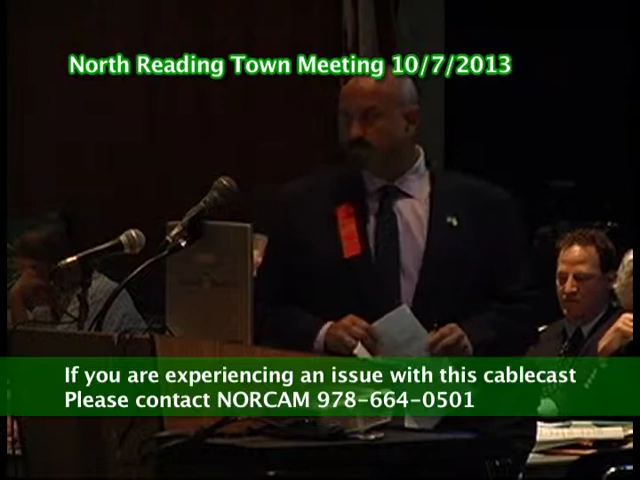 North Reading Town Meeting 10/7/2013
If you are experiencing an issue with this cablecast
Please contact NORCAM 978-664-0501